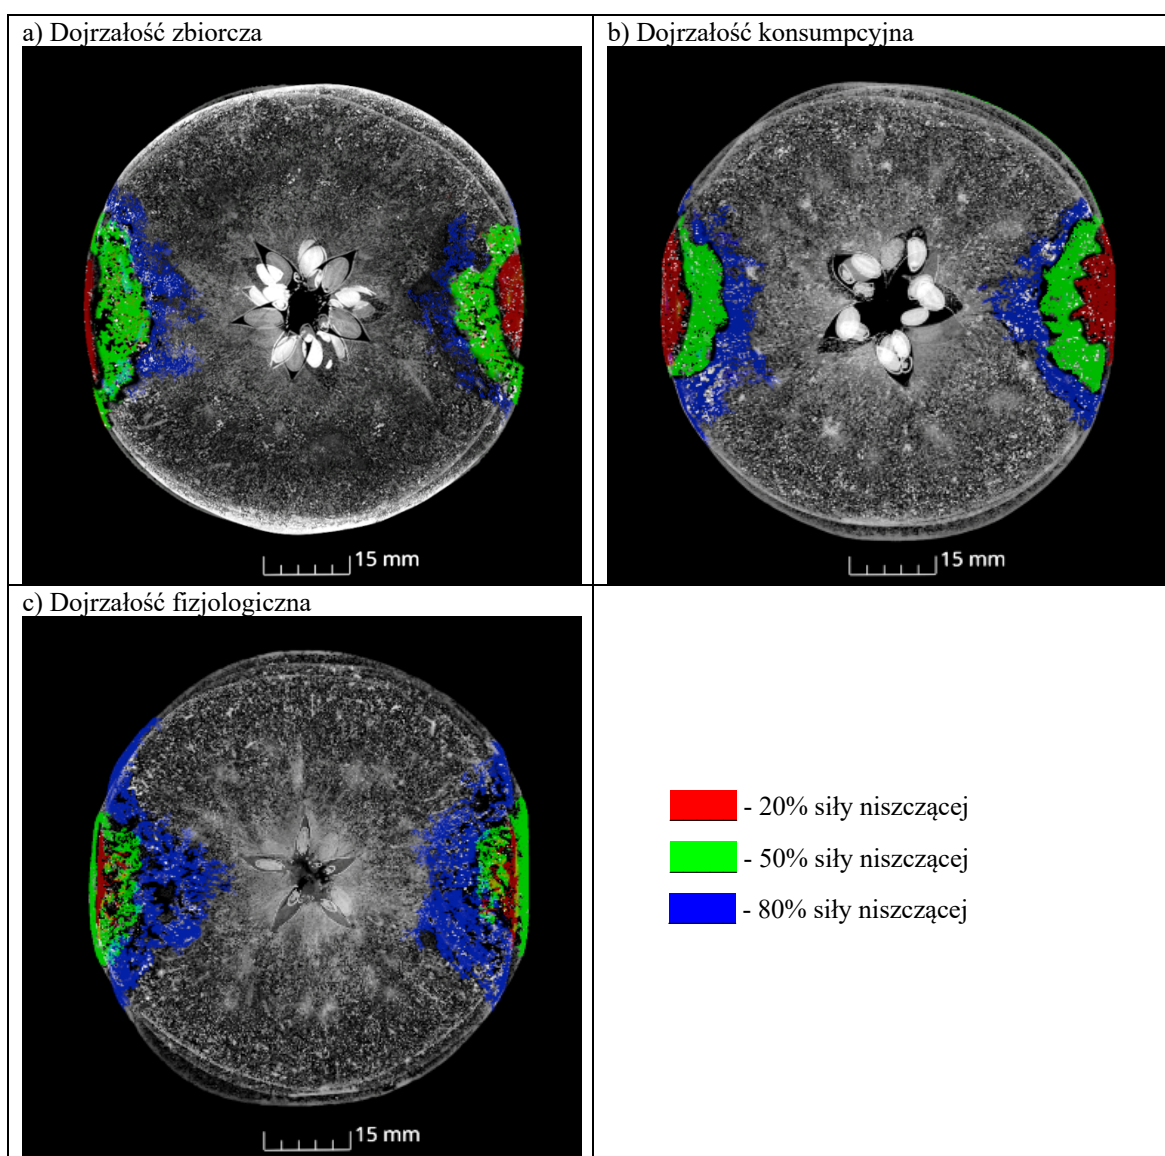 a) Dojrzałość zbiorcza
b) Dojrzałość konsumpcyjna
15 mm
15 mm
c) Dojrzałość fizjologiczna
- 20% siły niszczącej
- 50% siły niszczącej
- 80% siły niszczącej
15 mm